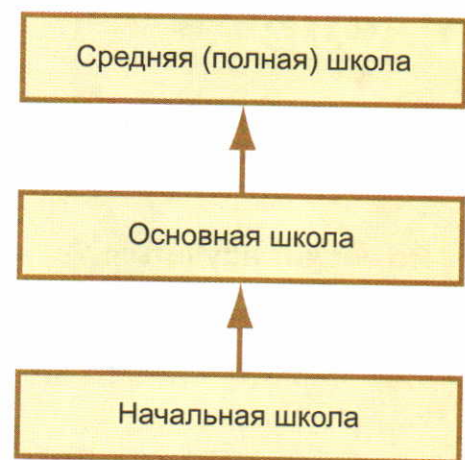 Средняя (полная) школа
Основная школа
Начальная школа